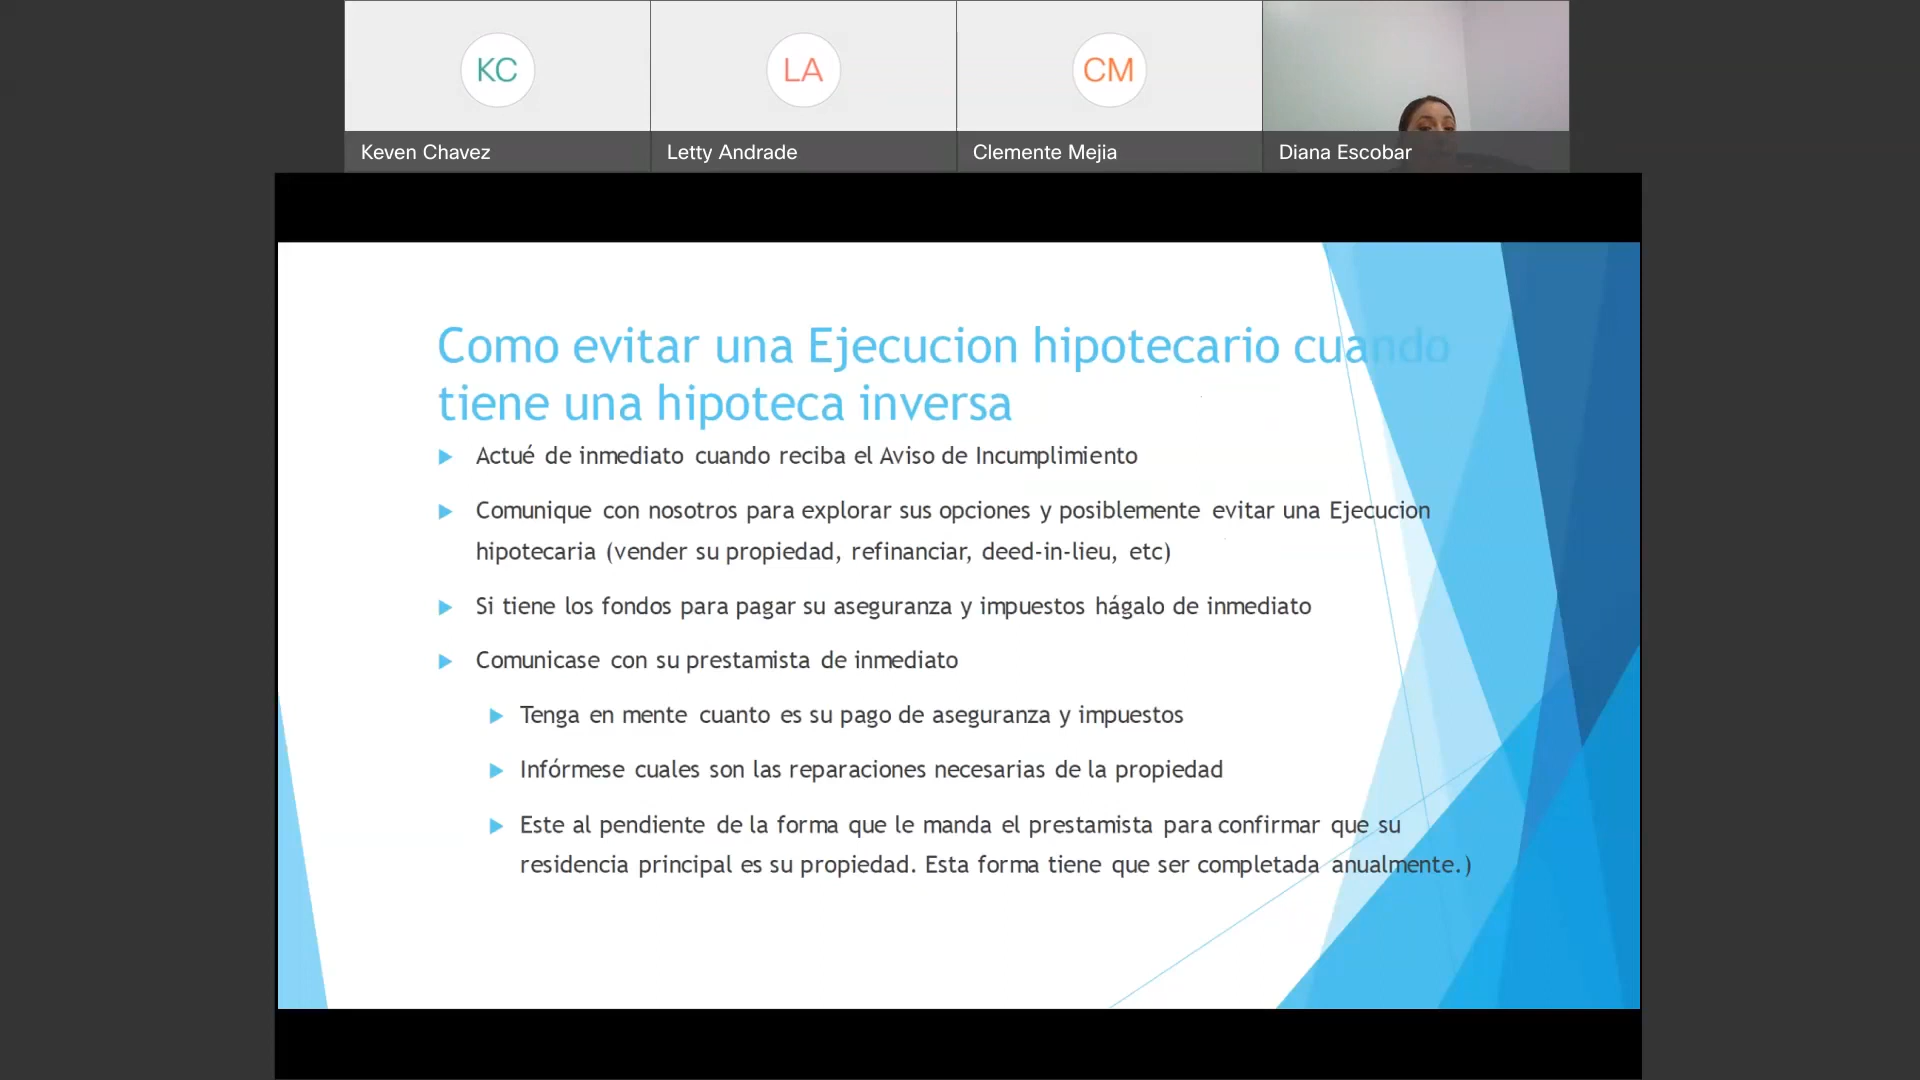 KC
LA
CM
Keven Chavez
Letty Andrade
Clemente Mejia
Diana Escobar
Como evitar una Ejecucion hipotecario cuando
tiene una hipoteca inversa
Actué de inmediato cuando reciba el Aviso de Incumplimiento
Comunique con nosotros para explorar sus opciones y posiblemente evitar una Ejecucion
hipotecaria (vender su propiedad, refinanciar, deed-in-lieu, etc)
Si tiene los fondos para pagar su aseguranza y impuestos hágalo de inmediato
Comunicase con su prestamista de inmediato
Tenga en mente cuanto es su pago de aseguranza y impuestos
Infórmese cuales son las reparaciones necesarias de la propiedad
Este al pendiente de la forma que le manda el prestamista para confirmar que su
residencia principal es su propiedad. Esta forma tiene que ser completada anualmente.)